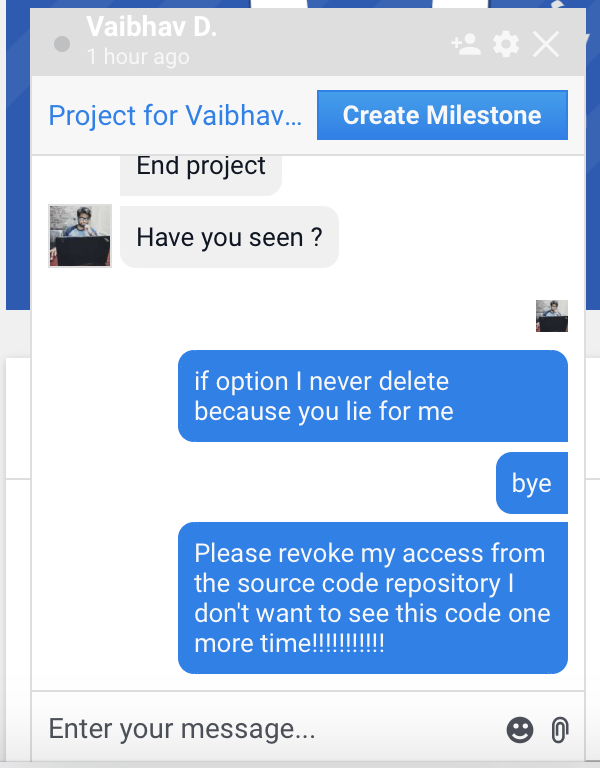 Vaibhav D.
1 hour ago
Project for Vaibhav...
Create Milestone
End project
Have you seen ?
if option I never delete
because you lie for me
bye
Please revoke my access from
the source code repository I
don't want to see this code one
more time!!!!!!!!!!!
Enter your message...